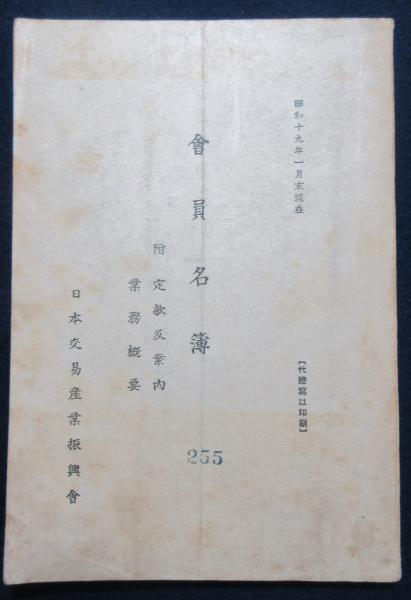 昭和十九年一月末現在
【代謄寫以印刷】
會員名簿
附 定款及案内
業務概要
日本交易産業振興會
255